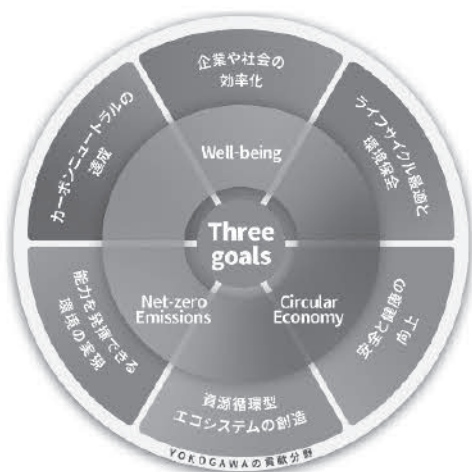 企業や社会の
効率化
ライフサイクル最適と
環境保全
安全と健康の
向上
資源循環型
エコシステムの創造
能力を発揮できる
環境の実現
カーボンニュートラルの
達成
Well-being
Three
goals
Net-zero
Emissions
Circular
Economy
YOKOGAWAの貢献分野